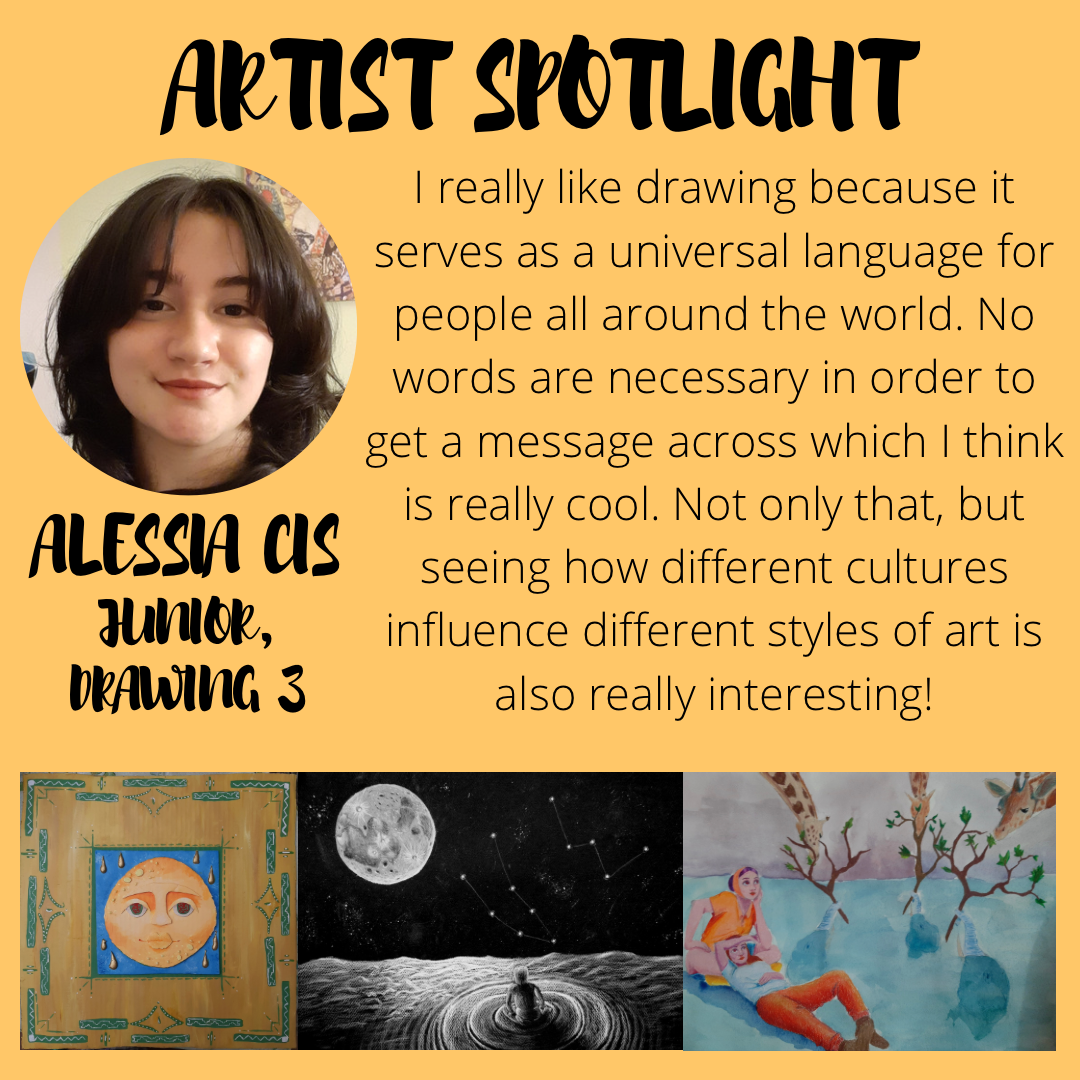 ARTIST SPOTLIGHT
I really like drawing because it
serves as a universal language for
people all around the world. No
words are necessary in order to
get a message across which I think
is really cool. Not only that, but
seeing how different cultures
influence different styles of art is
also really interesting!
ALESSIA CIS
JUNIOR,
DRAWING 3